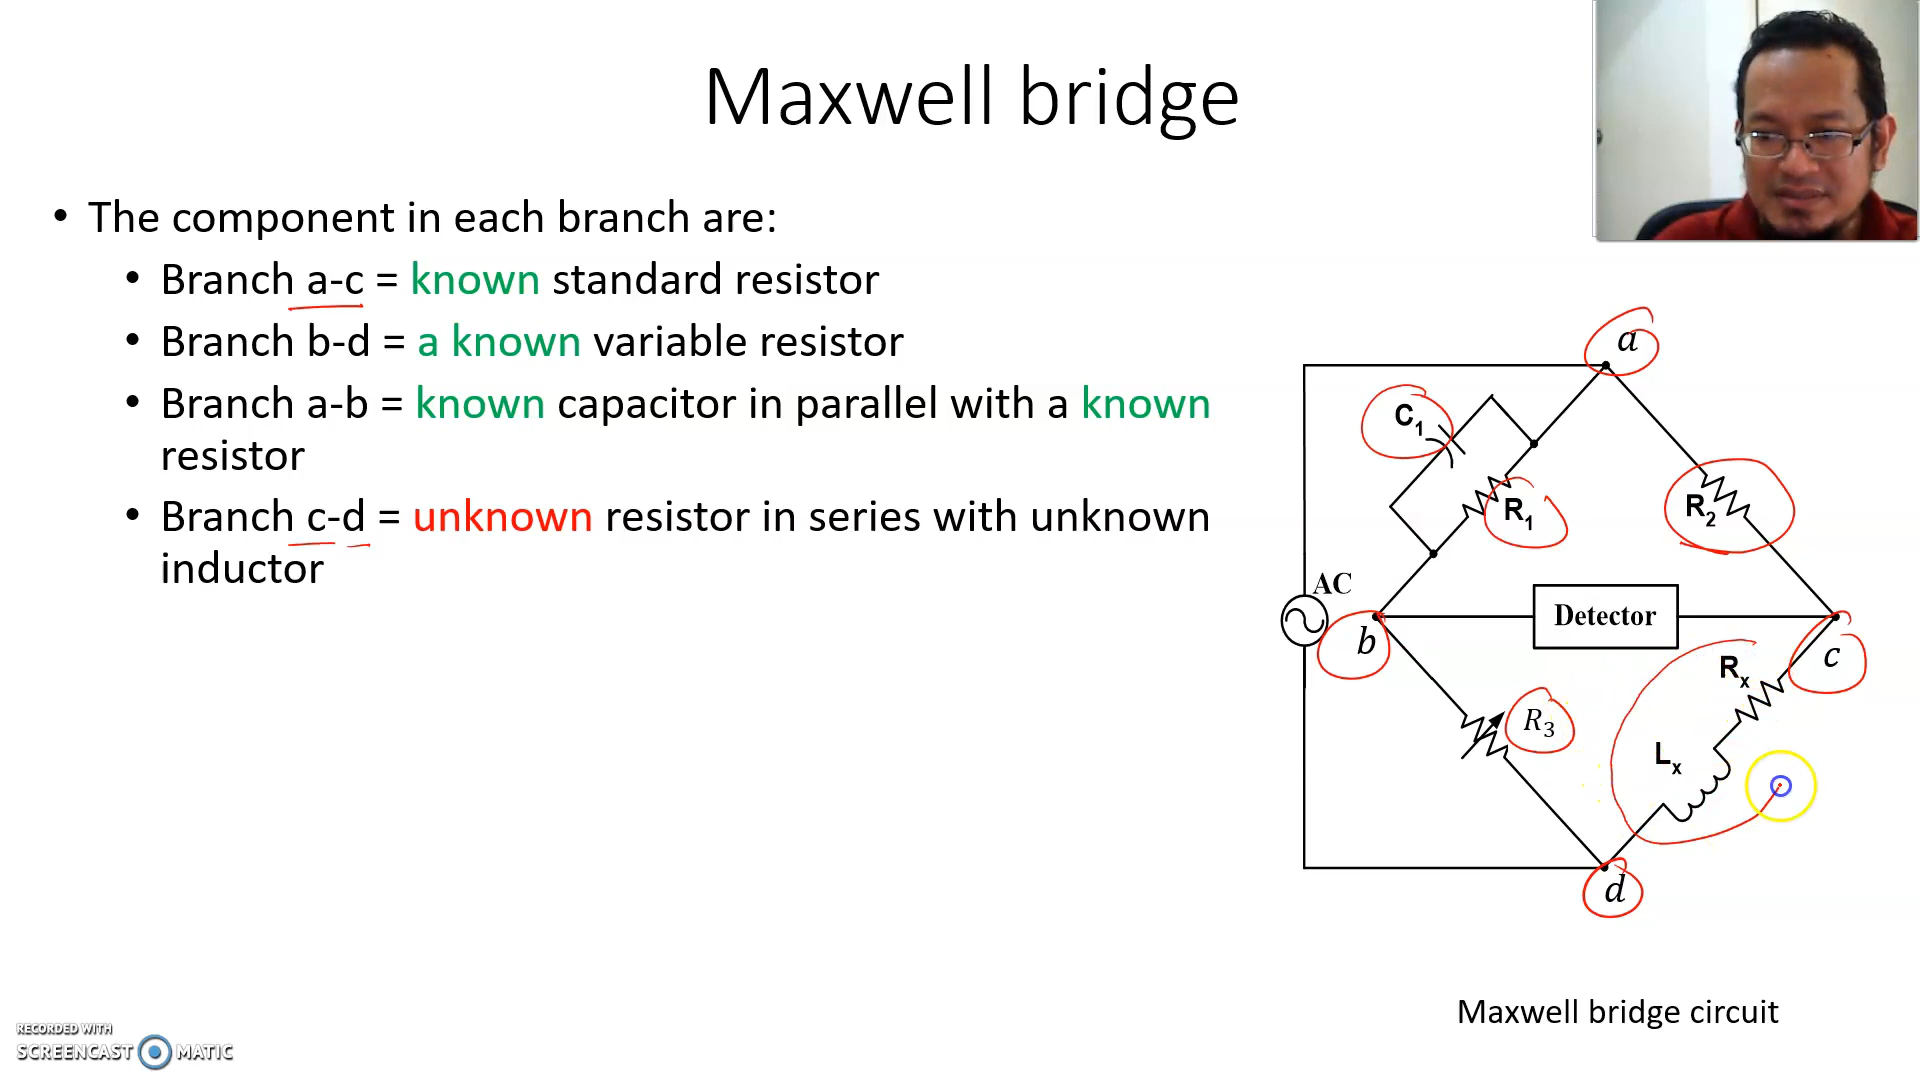 Maxwell bridge
• The component in each branch are:
• Branch a-c = known standard resistor
• Branch b-d = a known variable resistor
• Branch a-b = known capacitor in parallel with a known
resistor
• Branch c-d = unknown resistor in series with unknown
inductor
a
C1
R1
R2
AC
Detector
b
c
Rx
R3
Lx
d
Maxwell bridge circuit
RECORDED WITH
SCREENCAST MATIC